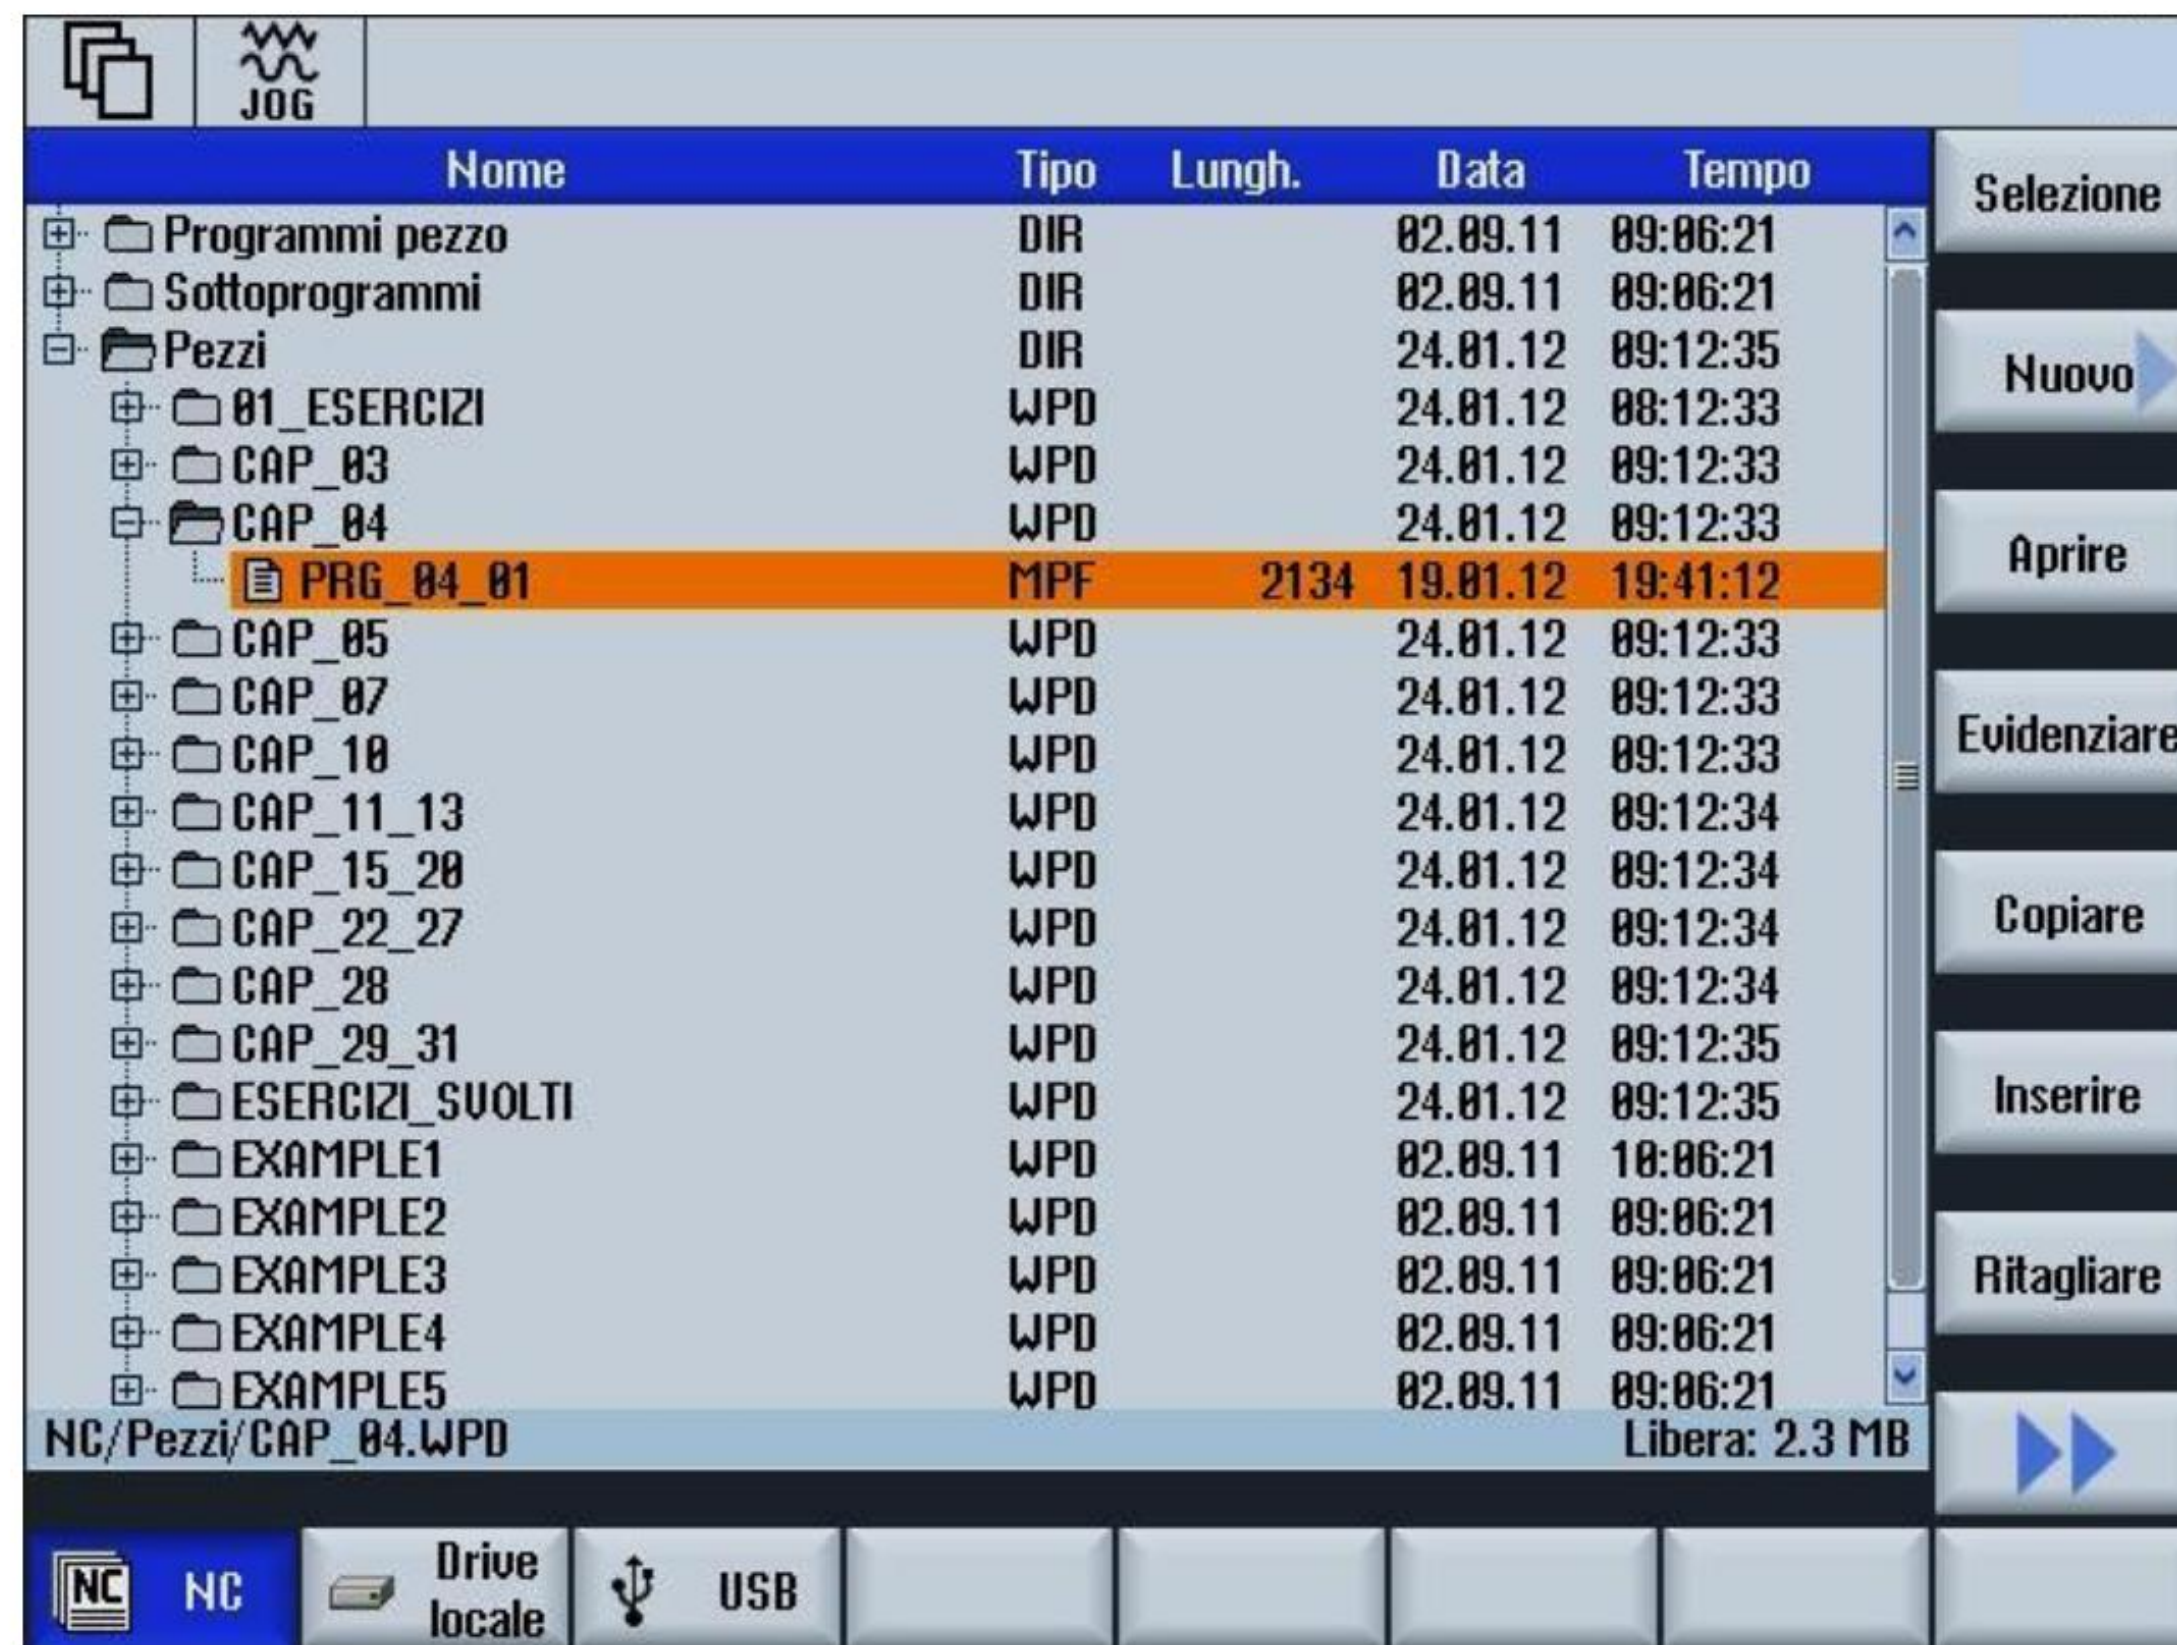 JOG
Nome Tipo Lungh. Data Tempo
Programmi pezzo DIR 02.09.11 09:06:21
Sottoprogrammi DIR 02.09.11 09:06:21
Pezzi DIR 24.01.12 09:12:35
01_ESERCIZI WPD 24.01.12 08:12:33
CAP_03 WPD 24.01.12 09:12:33
CAP_04 WPD 24.01.12 09:12:33
PRG_04_01 MPF 2134 19.01.12 19:41:12
CAP_05 WPD 24.01.12 09:12:33
CAP_07 WPD 24.01.12 09:12:33
CAP_10 WPD 24.01.12 09:12:33
CAP_11_13 WPD 24.01.12 09:12:34
CAP_15_20 WPD 24.01.12 09:12:34
CAP_22_27 WPD 24.01.12 09:12:34
CAP_28 WPD 24.01.12 09:12:34
CAP_29_31 WPD 24.01.12 09:12:35
ESERCIZI_SVOLTI WPD 24.01.12 09:12:35
EXAMPLE1 WPD 02.09.11 10:06:21
EXAMPLE2 WPD 02.09.11 09:06:21
EXAMPLE3 WPD 02.09.11 09:06:21
EXAMPLE4 WPD 02.09.11 09:06:21
EXAMPLE5 WPD 02.09.11 09:06:21
NC/Pezzi/CAP_04.WPD Libera: 2.3 MB
Selezione
Nuovo
Aprire
Evidenziare
Copiare
Inserire
Ritagliare
NC NC
Drive
locale
USB